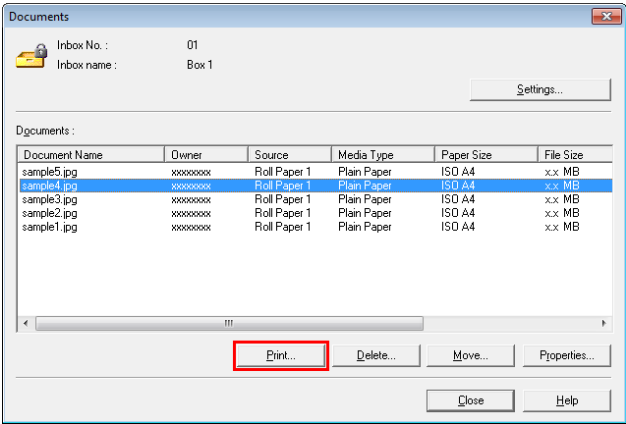 Documents
Inbox No. : 01
Inbox name : Box 1
Settings...
Documents :
Document Name Owner Source Media Type Paper Size File Size
sample5.jpg xxxxxxxx Roll Paper 1 Plain Paper ISO A4 x.x MB
sample4.jpg xxxxxxxx Roll Paper 1 Plain Paper ISO A4 x.x MB
sample3.jpg xxxxxxxx Roll Paper 1 Plain Paper ISO A4 x.x MB
sample2.jpg xxxxxxxx Roll Paper 1 Plain Paper ISO A4 x.x MB
sample1.jpg xxxxxxxx Roll Paper 1 Plain Paper ISO A4 x.x MB
Print... Delete... Move... Properties...
Close Help